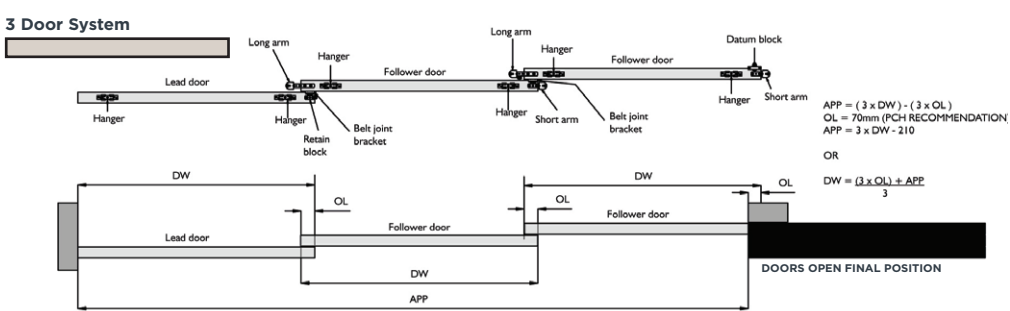 3 Door System
Long arm
Hanger
Follower door
Long arm
Hanger
Follower door
Datum block
Lead door
Hanger
Hanger
Retain
block
Belt joint
bracket
Hanger
Short arm
Belt joint
bracket
Hanger
Short arm
APP = ( 3 x DW ) - ( 3 x OL )
OL = 70mm (PCH RECOMMENDATION)
APP = 3 x DW - 210
OR
DW = (3 x OL) + APP
3
DW
OL
DW
OL
OL
Lead door
Follower door
Follower door
DW
APP
DOORS OPEN FINAL POSITION